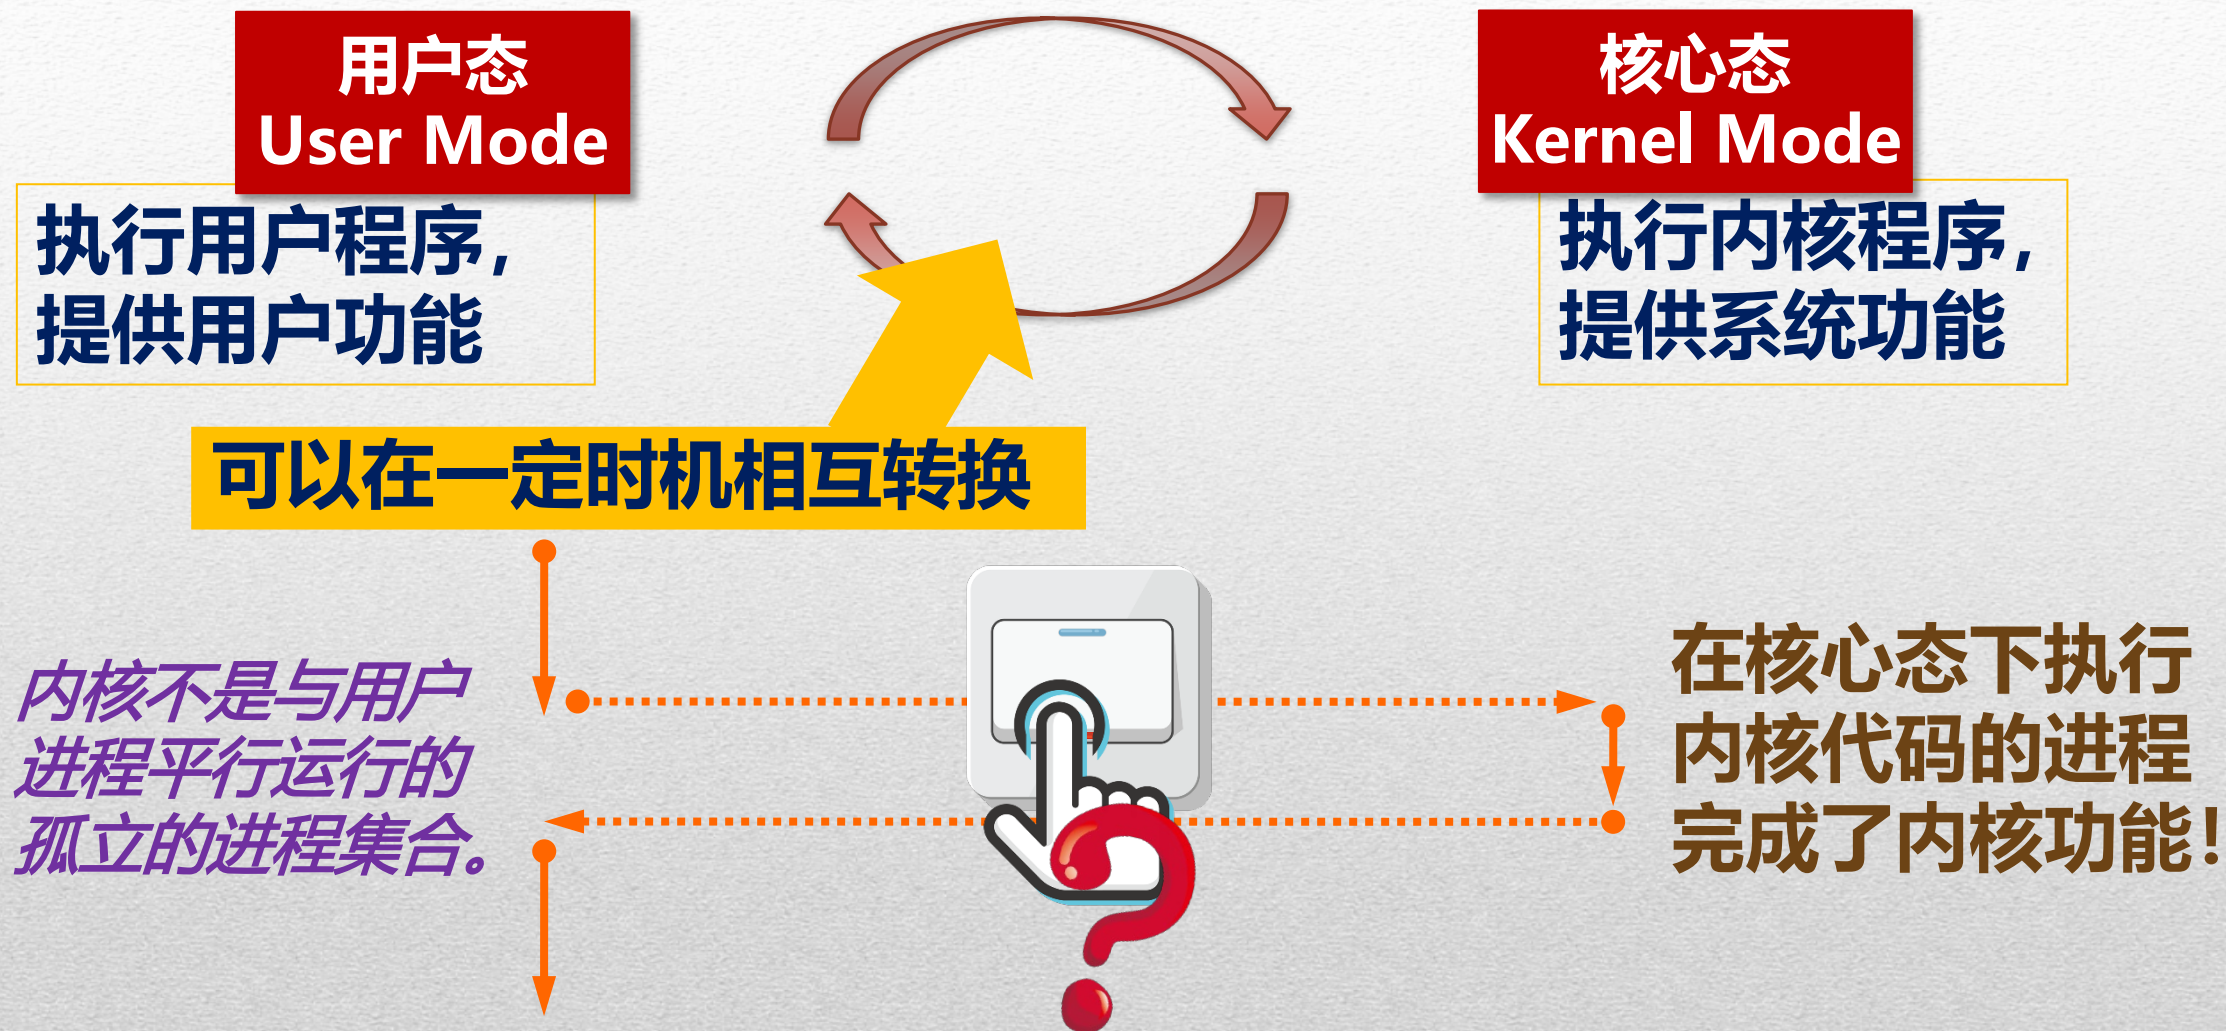 用户态
User Mode
核心态
Kernel Mode
执行用户程序，
提供用户功能
执行内核程序，
提供系统功能
可以在一定时机相互转换
内核不是与用户
进程平行运行的
孤立的进程集合。
在核心态下执行
内核代码的进程
完成了内核功能！